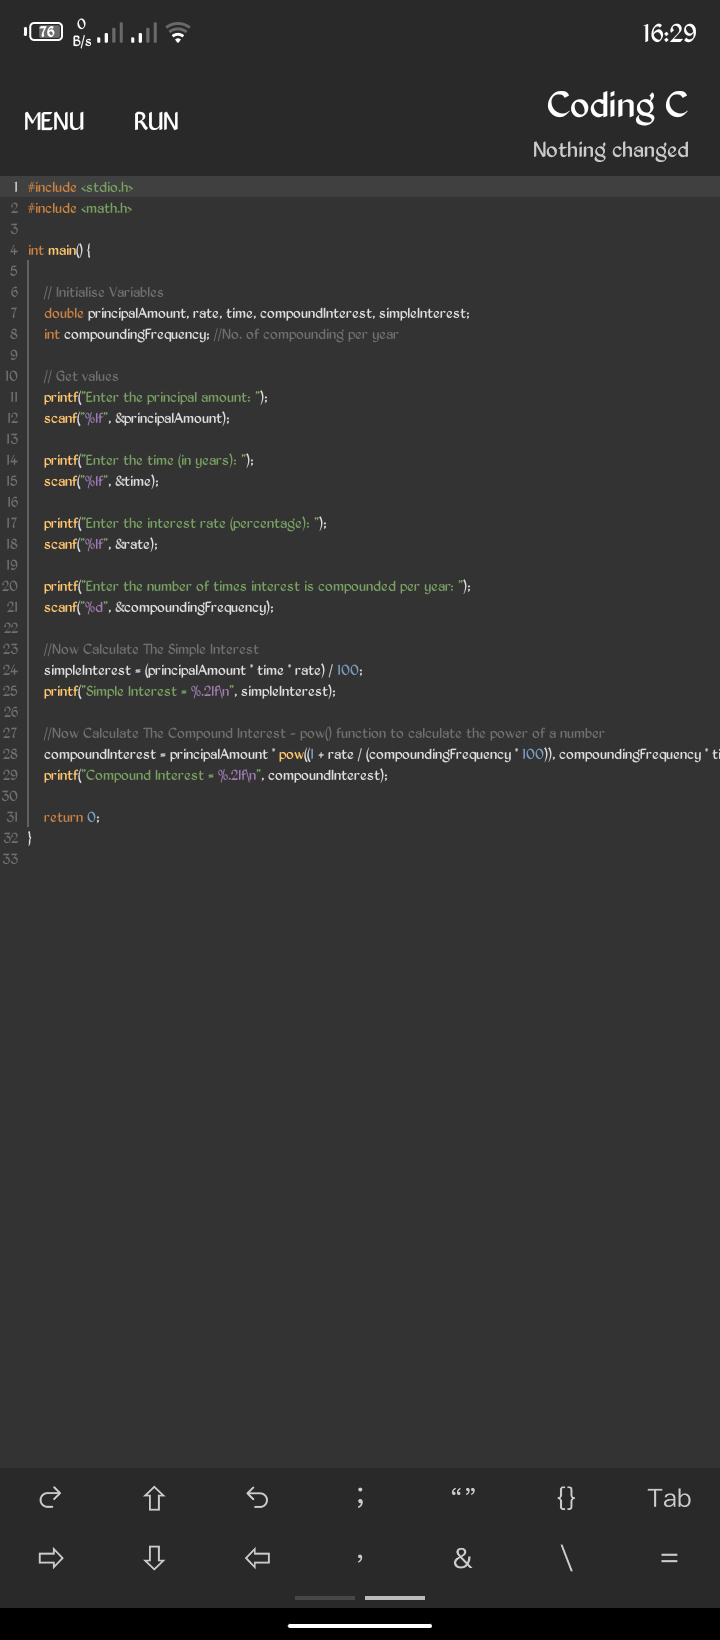 76 0 B/s 16:29
MENU RUN Coding C
Nothing changed
1 #include <stdio.h>
2 #include <math.h>
3
4 int main() {
5
6 // Initialise Variables
7 double principalAmount, rate, time, compoundInterest, simpleInterest;
8 int compoundingFrequency; //No. of compounding per year
9
10 // Get values
11 printf("Enter the principal amount: ");
12 scanf("%lf", &principalAmount);
13
14 printf("Enter the time (in years): ");
15 scanf("%lf", &time);
16
17 printf("Enter the interest rate (percentage): ");
18 scanf("%lf", &rate);
19
20 printf("Enter the number of times interest is compounded per year: ");
21 scanf("%d", &compoundingFrequency);
22
23 //Now Calculate The Simple Interest
24 simpleInterest = (principalAmount * time * rate) / 100;
25 printf("Simple Interest = %.2lf\n", simpleInterest);
26
27 //Now Calculate The Compound Interest - pow() function to calculate the power of a number
28 compoundInterest = principalAmount * pow((1 + rate / (compoundingFrequency * 100)), compoundingFrequency * ti
29 printf("Compound Interest = %.2lf\n", compoundInterest);
30
31 return 0;
32 }
33
; “” {} Tab
, & \ =